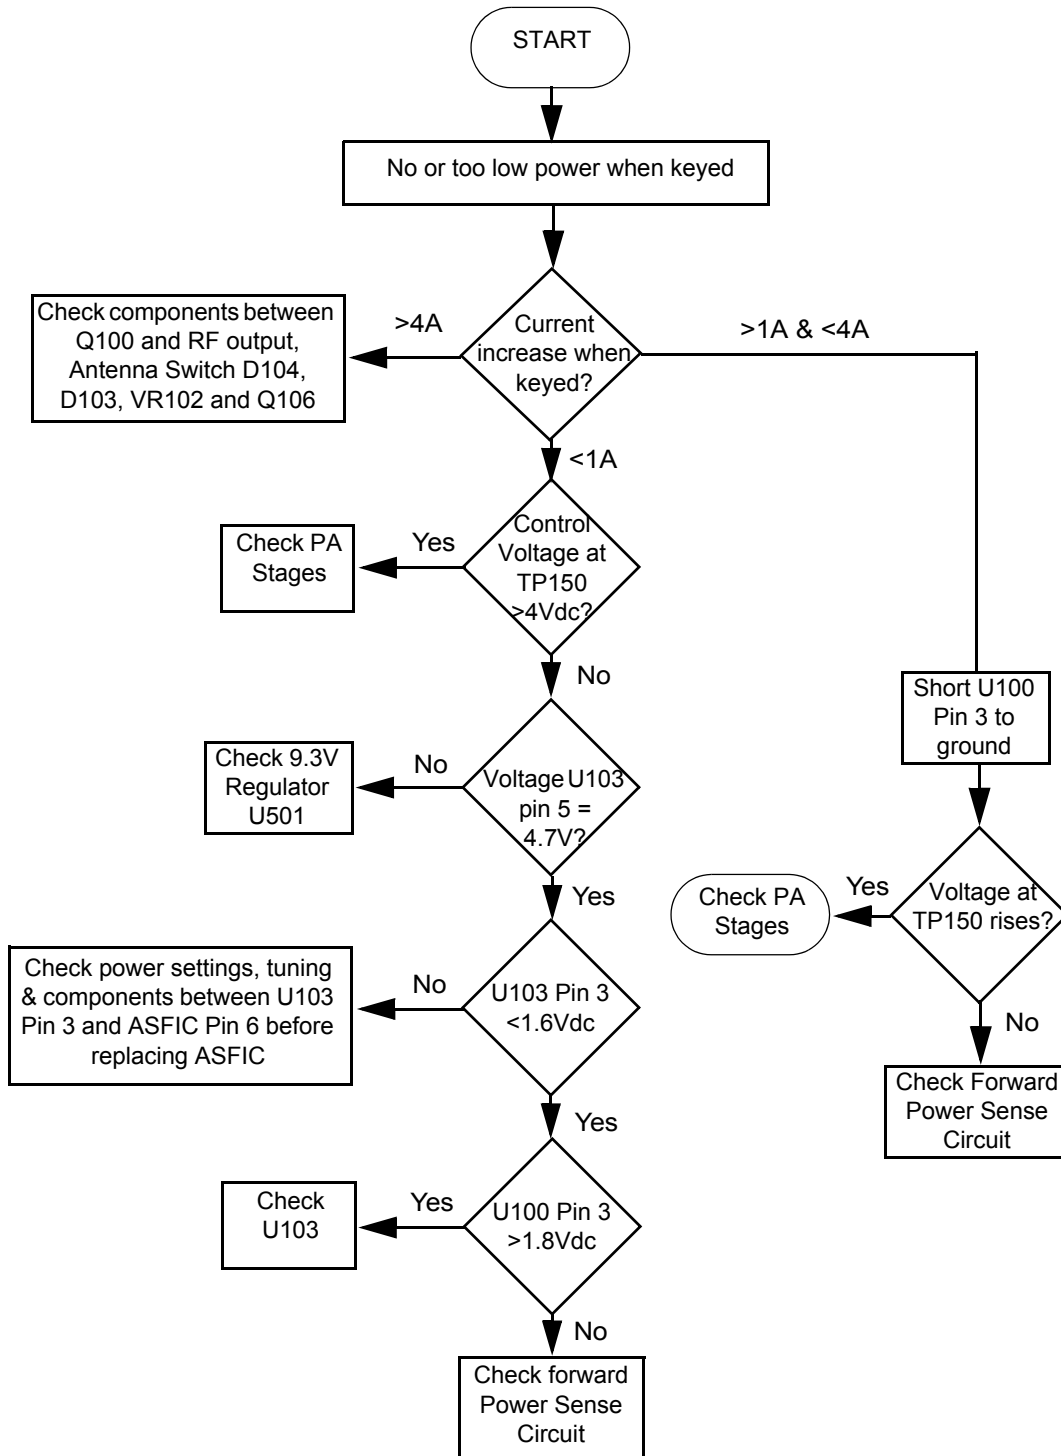 START
No or too low power when keyed
Check components between
Q100 and RF output,
Antenna Switch D104,
D103, VR102 and Q106
>4A
Current
increase when
keyed?
>1A & <4A
<1A
Check PA
Stages
Yes
Control
Voltage at
TP150
>4Vdc?
No
Short U100
Pin 3 to
ground
Check 9.3V
Regulator
U501
No
Voltage U103
pin 5 =
4.7V?
Yes
Check PA
Stages
Yes
Voltage at
TP150 rises?
No
Check power settings, tuning
& components between U103
Pin 3 and ASFIC Pin 6 before
replacing ASFIC
No
U103 Pin 3
<1.6Vdc
Yes
Check Forward
Power Sense
Circuit
Check
U103
Yes
U100 Pin 3
>1.8Vdc
No
Check forward
Power Sense
Circuit